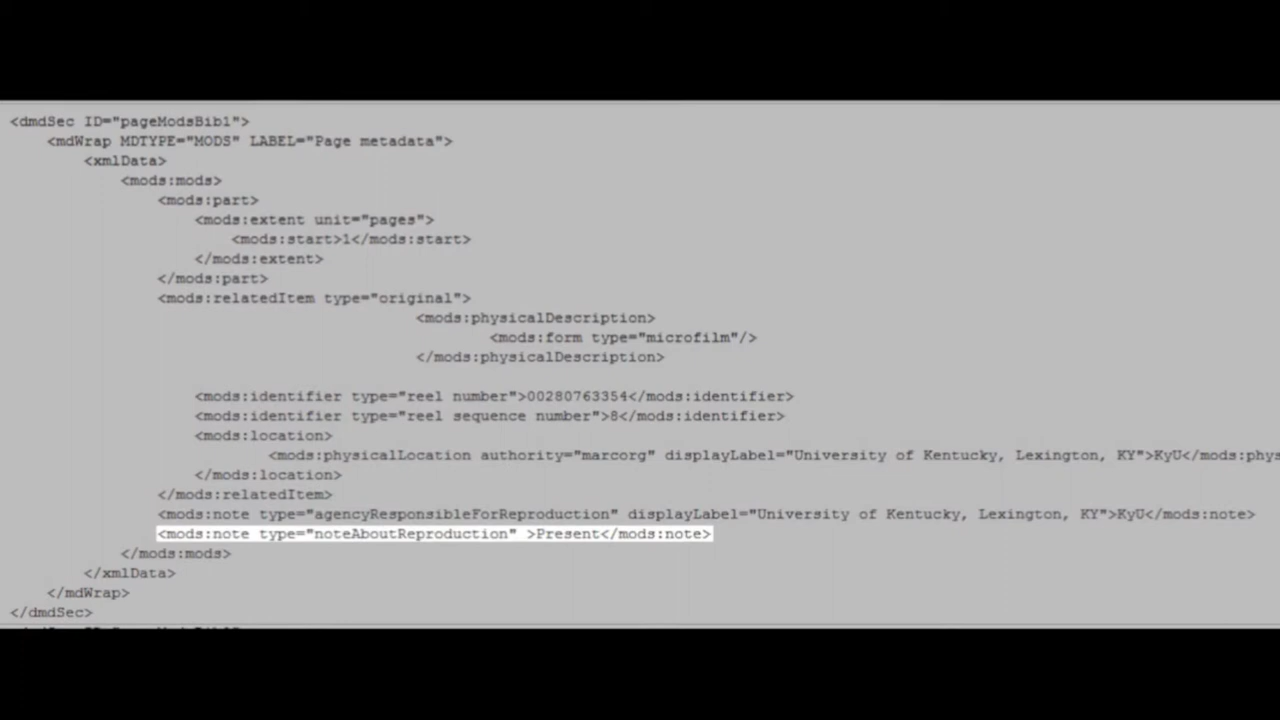 <dmdSec ID="pageModsBib1">
<mdWrap MDTYPE="MODS" LABEL="Page metadata">
<xmlData>
<mods:mods>
<mods:part>
<mods:extent unit="pages">
<mods:start>1</mods:start>
</mods:extent>
</mods:part>
<mods:relatedItem type="original">
<mods:physicalDescription>
<mods:form type="microfilm"/>
</mods:physicalDescription>
<mods:identifier type="reel number">00280763354</mods:identifier>
<mods:identifier type="reel sequence number">8</mods:identifier>
<mods:location>
<mods:physicalLocation authority="marcorg" displayLabel="University of Kentucky, Lexington, KY">KyU</mods:phys
</mods:location>
</mods:relatedItem>
<mods:note type="agencyResponsibleForReproduction" displayLabel="University of Kentucky, Lexington, KY">KyU</mods:note>
<mods:note type="noteAboutReproduction" >Present</mods:note>
</mods:mods>
</xmlData>
</mdWrap>
</dmdSec>